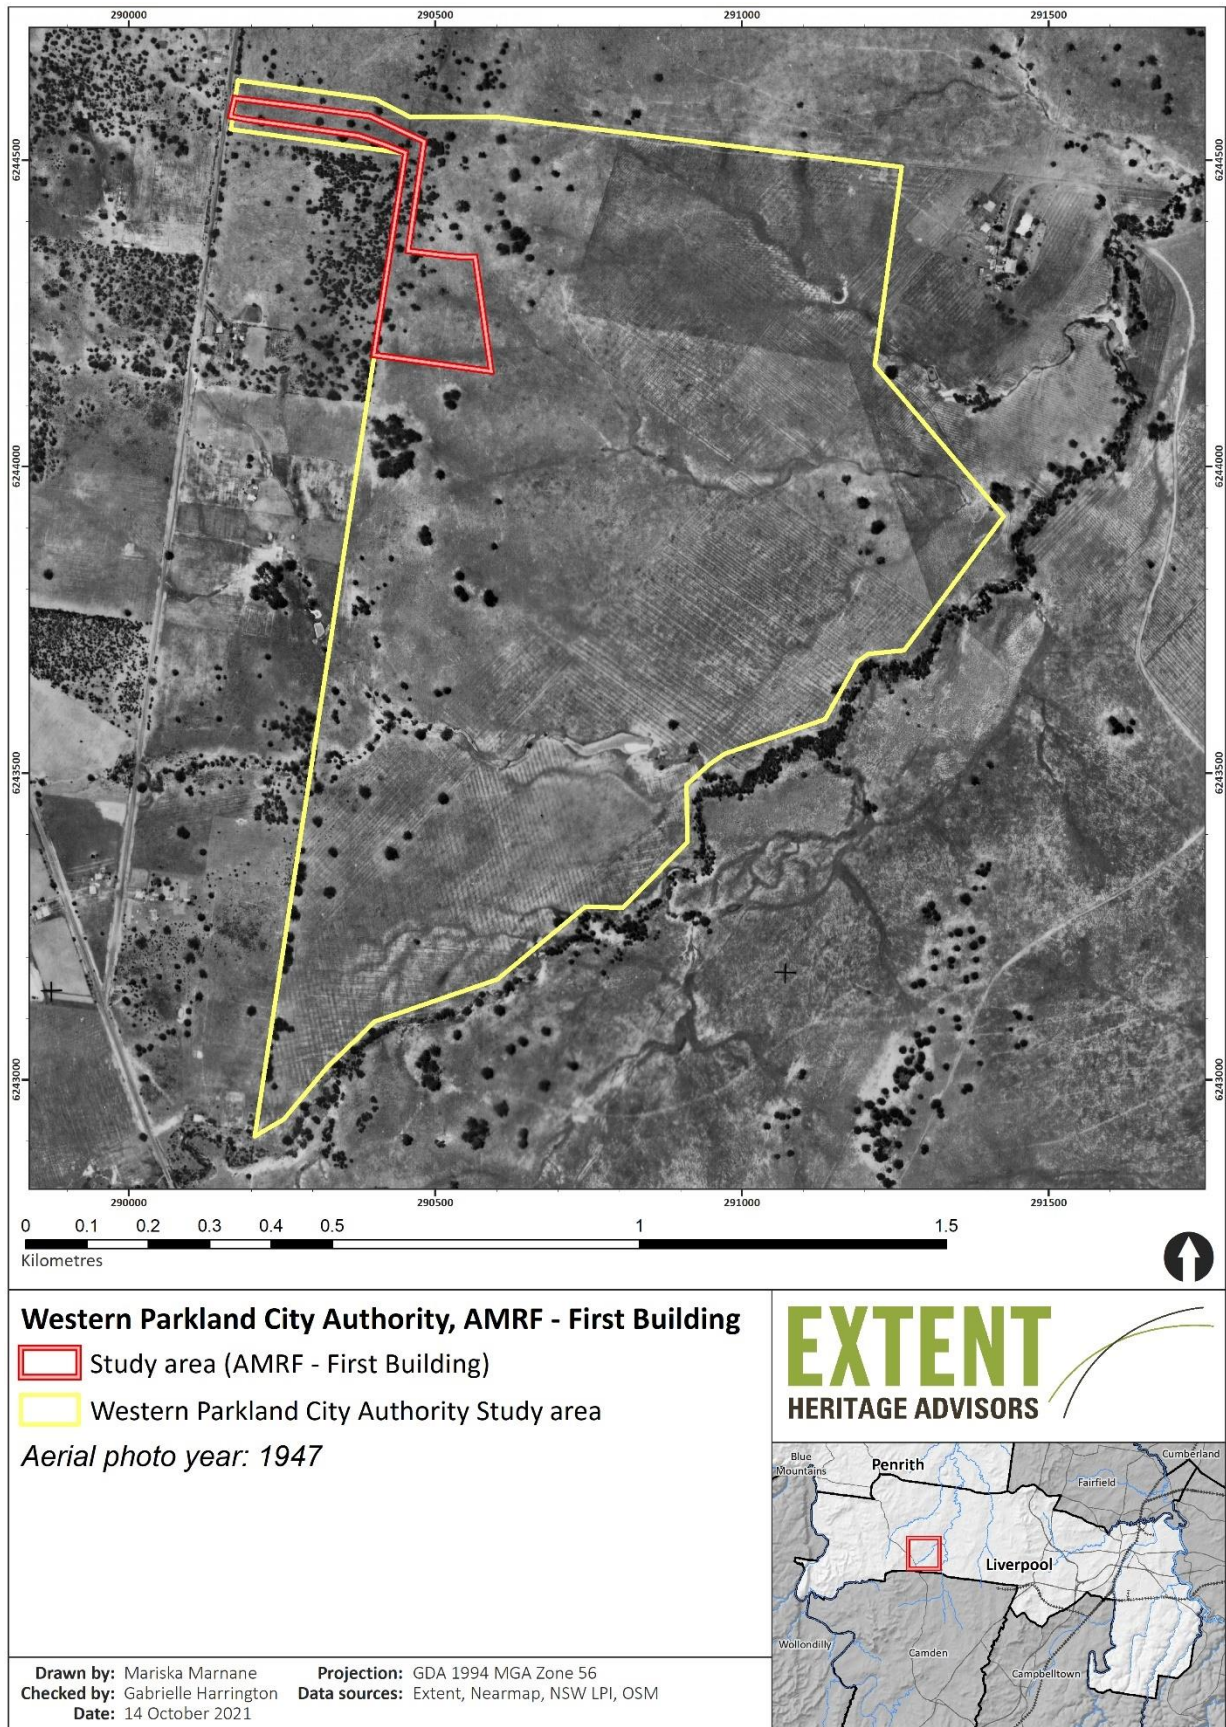 290000 290500 291000 291500
6244500 6244500
6244000 6244000
6243500 6243500
6243000 6243000
290000 290500 291000 291500
0 0.1 0.2 0.3 0.4 0.5 1 1.5
Kilometres
Western Parkland City Authority, AMRF - First Building
Study area (AMRF - First Building)
Western Parkland City Authority Study area
Aerial photo year: 1947
EXTENT
HERITAGE ADVISORS
Blue
Mountains
Penrith
Cumberland
Fairfield
Liverpool
Wollondilly
Camden
Campbelltown
Drawn by: Mariska Marnane Projection: GDA 1994 MGA Zone 56
Checked by: Gabrielle Harrington Data sources: Extent, Nearmap, NSW LPI, OSM
Date: 14 October 2021